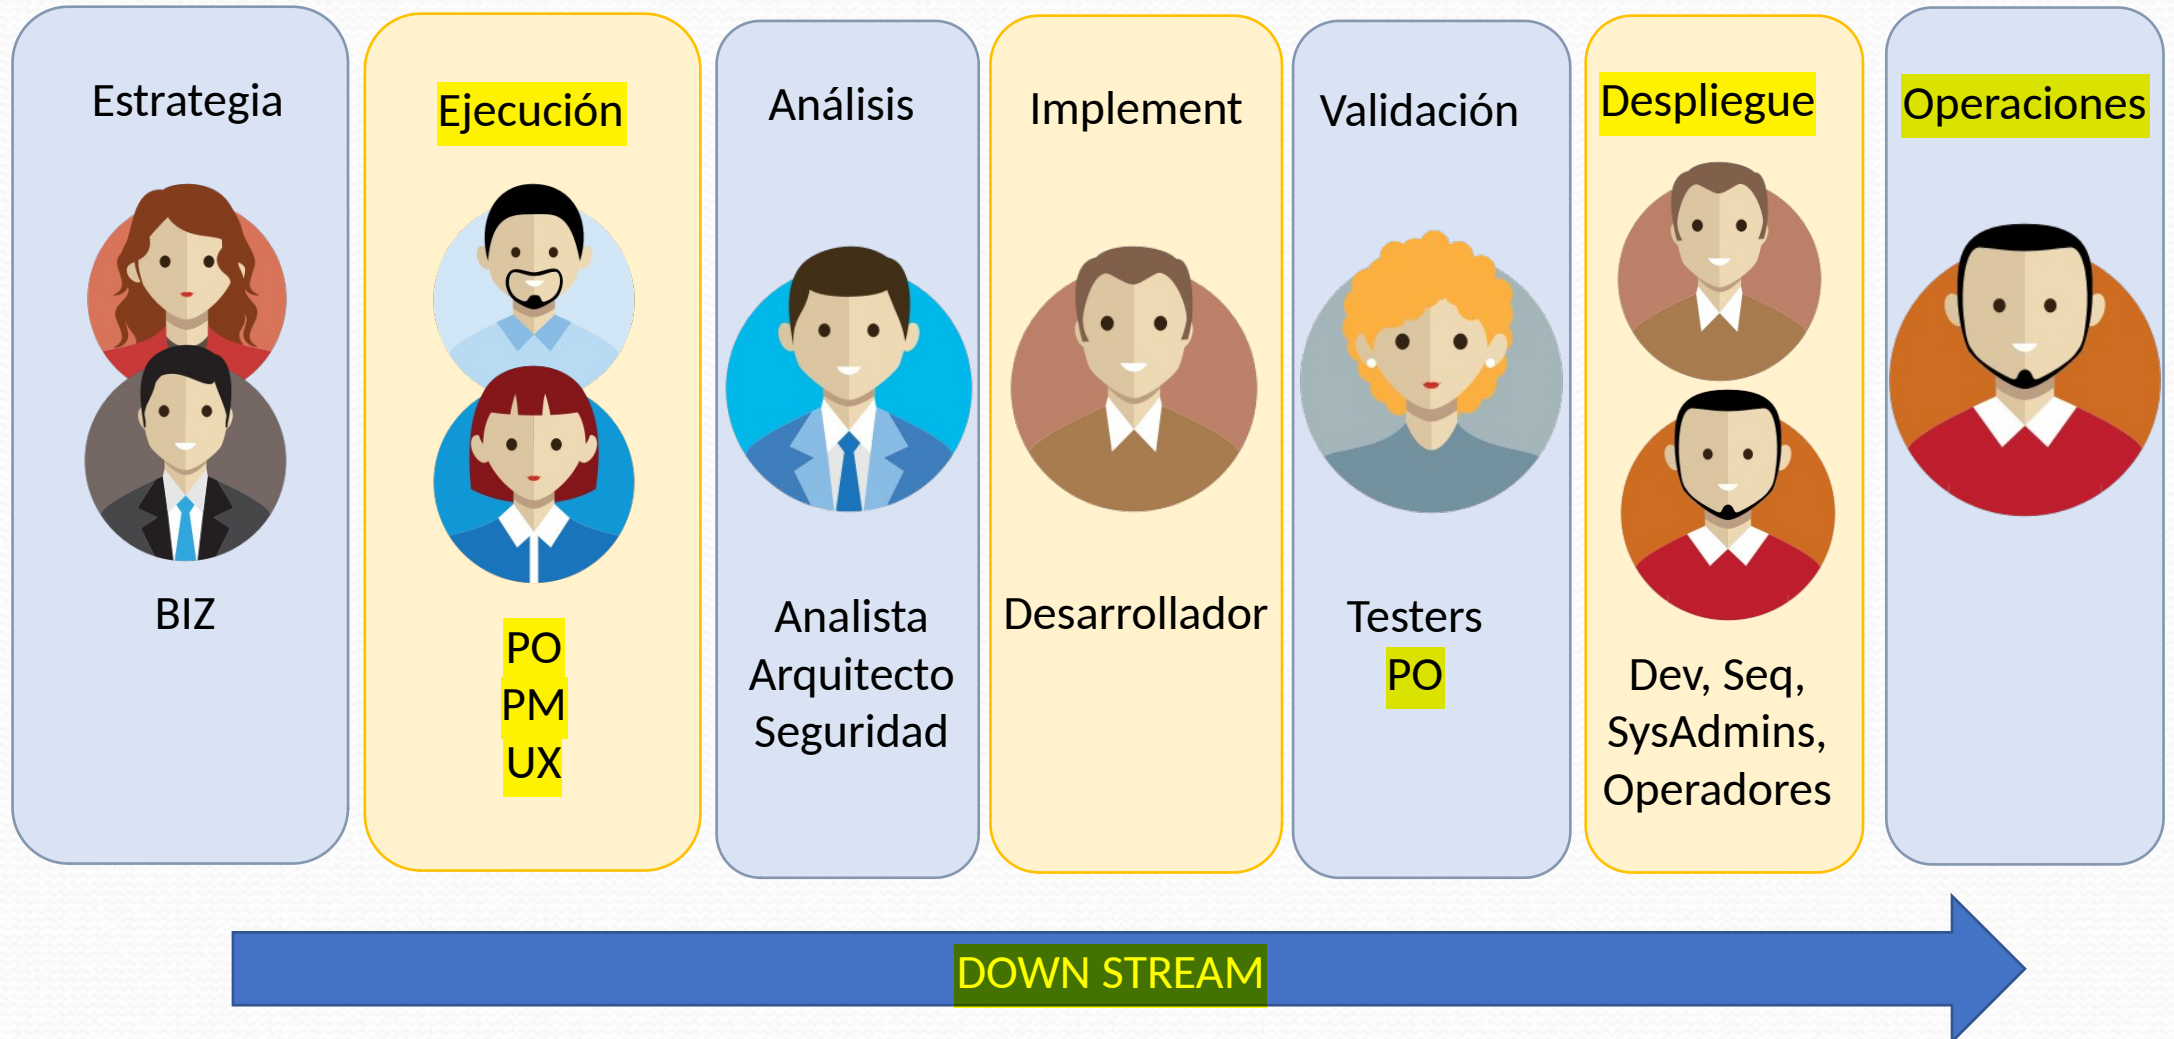 Estrategia
Ejecución
Análisis
Implement
Validación
Despliegue
Operaciones
BIZ
PO
PM
UX
Analista
Arquitecto
Seguridad
Desarrollador
Testers
PO
Dev, Seq,
SysAdmins,
Operadores
DOWN STREAM